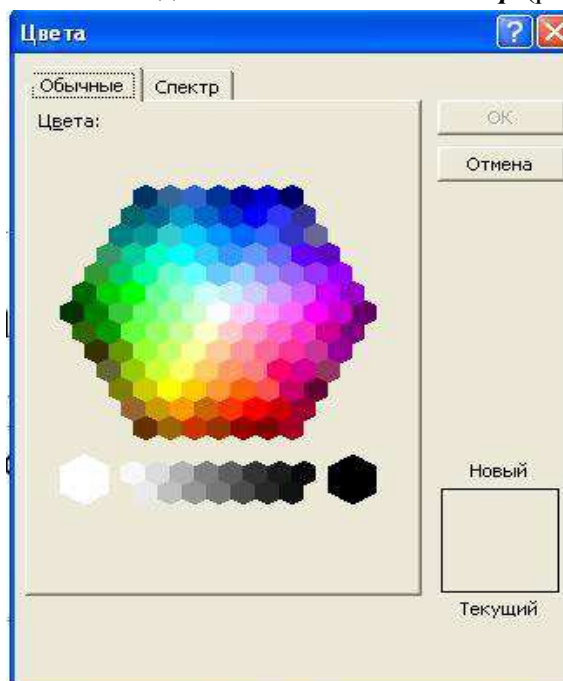 р (р
Цвета
Обычные Спектр
Цвета:
ОК
Отмена
Новый
Текущий